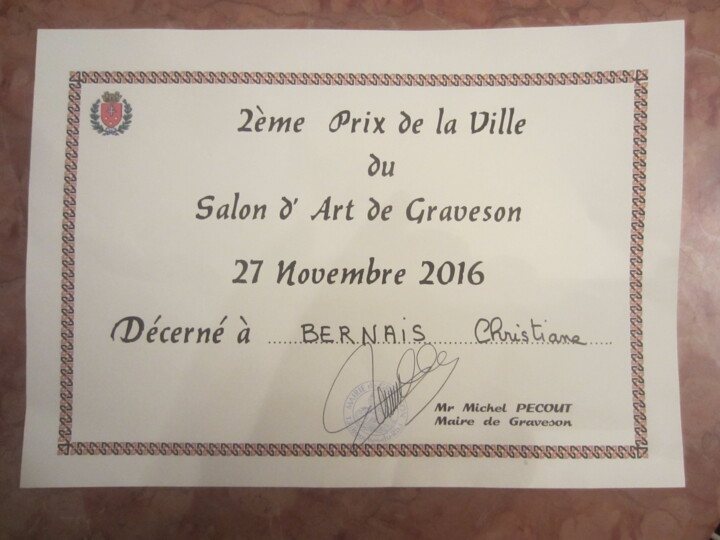 2ème Prix de la Ville
du
Salon d' Art de Graveson
27 Novembre 2016
Décerné à ..... BERNAIS ..... Christiane .....
MAIRIE
Mr Michel PECOUT
Maire de Graveson